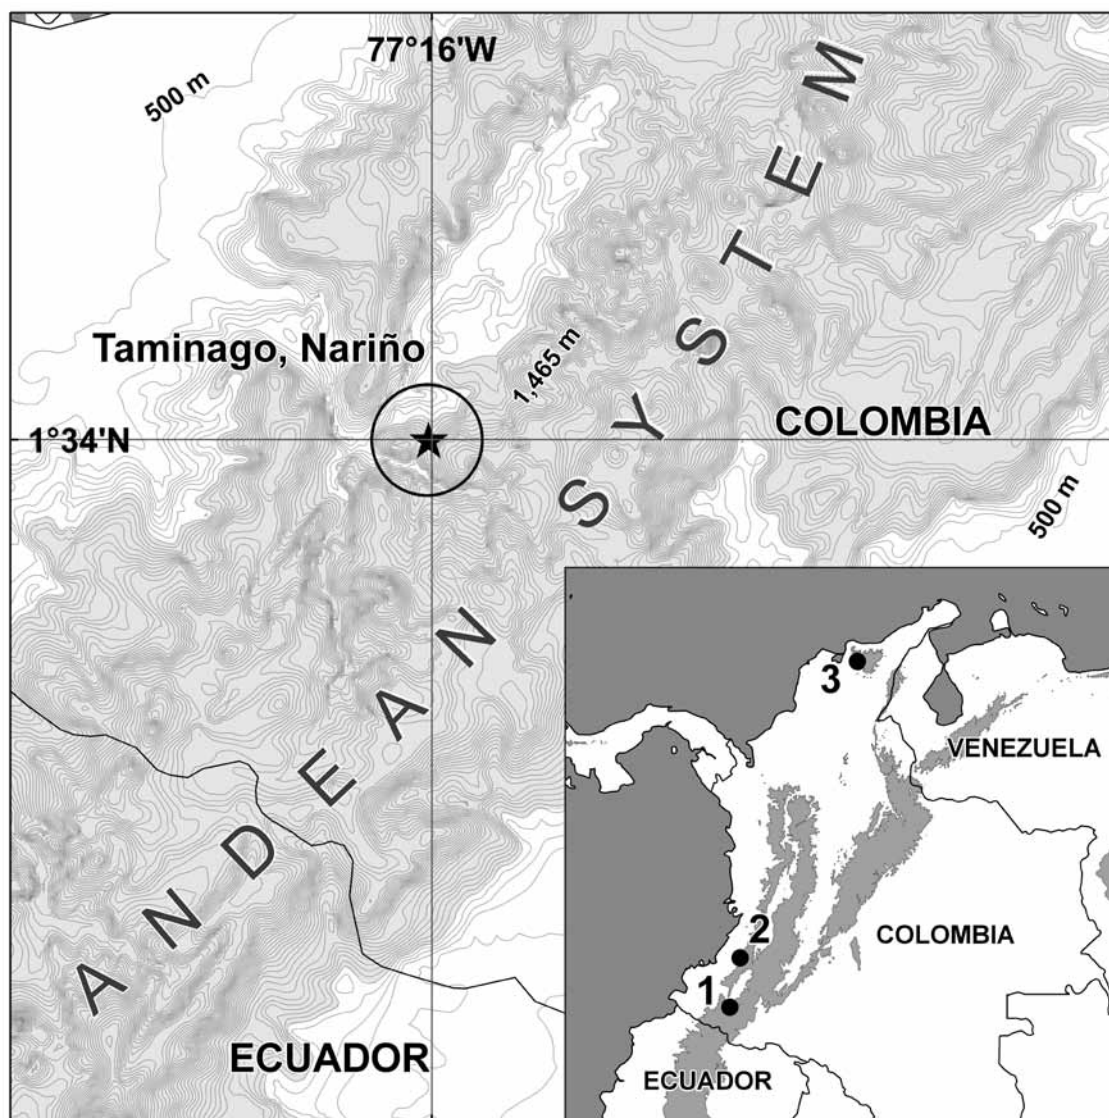 77°16'W
500 m
ANDEAN SYSTEM
Taminago, Nariño
1,465 m
1°34'N
COLOMBIA
500 m
ECUADOR
3
VENEZUELA
2
COLOMBIA
1
ECUADOR